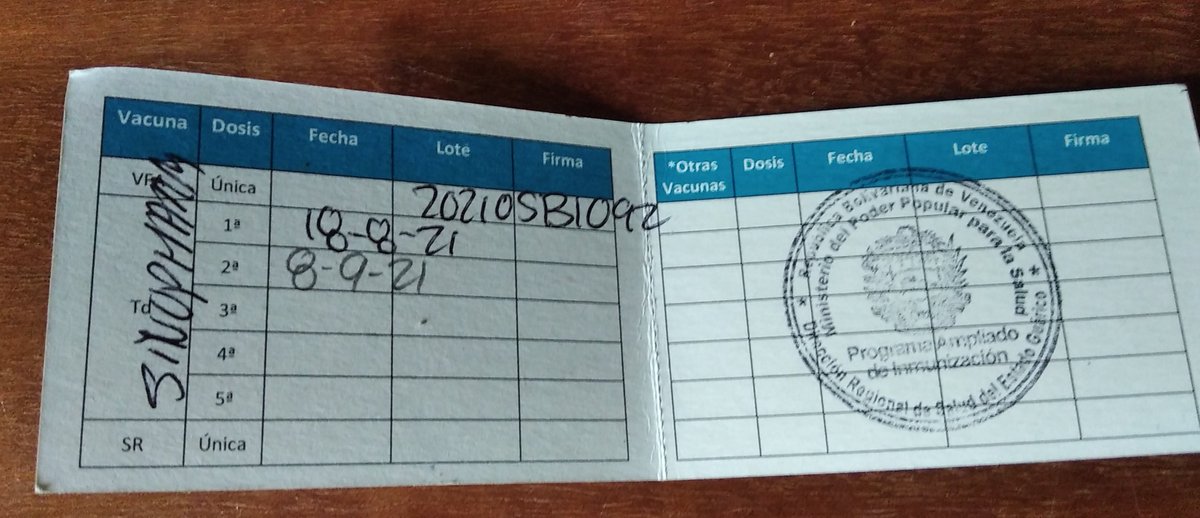 Vacuna Dosis Fecha Lote Firma
Única
20210SB1092
1ª 18-8-21
2ª 8-9-21
Td 3ª
4ª
5ª
SR Única
SINOPHARM
*Otras Vacunas Dosis Fecha Lote Firma
República Bolivariana de Venezuela
Ministerio del Poder Popular para la Salud
Programa Ampliado
de Inmunización
Dirección Regional de Salud del Estado Guárico